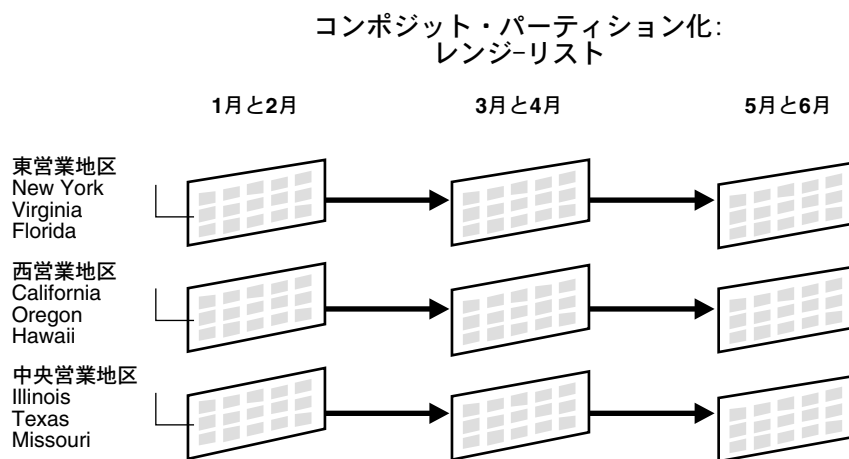 コンポジット・パーティション化:
レンジ-リスト
1月と2月 3月と4月 5月と6月
東営業地区
New York
Virginia
Florida
西営業地区
California
Oregon
Hawaii
中央営業地区
Illinois
Texas
Missouri